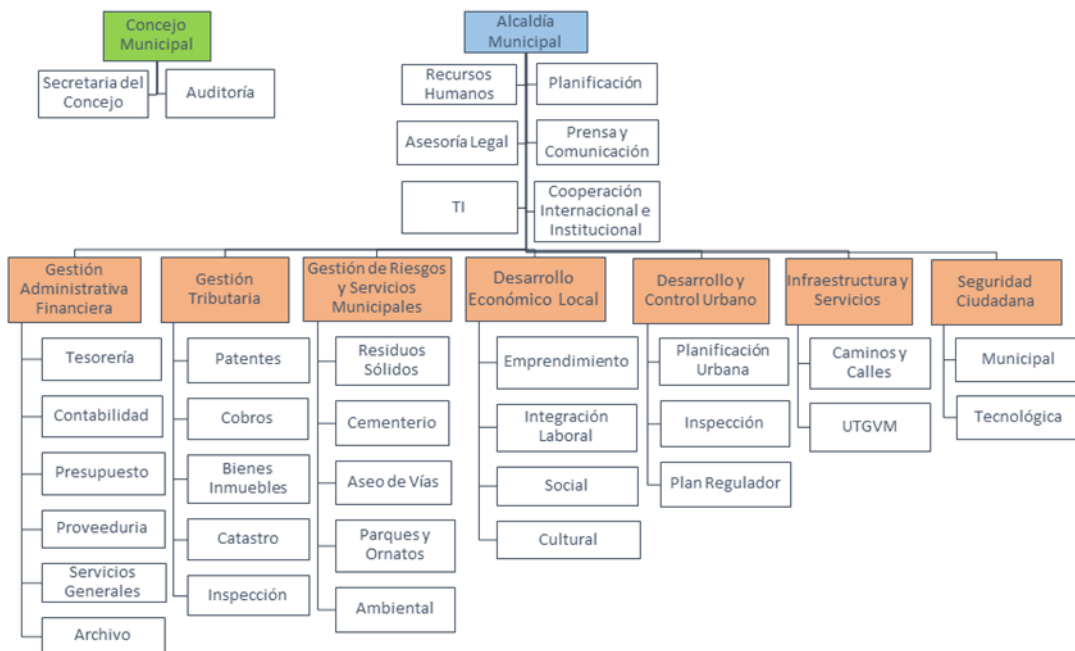 Concejo
Municipal
Secretaria del
Concejo
Auditoría
Alcaldía
Municipal
Recursos
Humanos
Planificación
Asesoría Legal
Prensa y
Comunicación
TI
Cooperación
Internacional e
Institucional
Gestión
Administrativa
Financiera
Tesorería
Contabilidad
Presupuesto
Proveeduria
Servicios
Generales
Archivo
Gestión
Tributaria
Patentes
Cobros
Bienes
Inmuebles
Catastro
Inspección
Gestión de Riesgos
y Servicios
Municipales
Residuos
Sólidos
Cementerio
Aseo de Vías
Parques y
Ornatos
Ambiental
Desarrollo
Económico Local
Emprendimiento
Integración
Laboral
Social
Cultural
Desarrollo y
Control Urbano
Planificación
Urbana
Inspección
Plan Regulador
Infraestructura y
Servicios
Caminos y
Calles
UTGVM
Seguridad
Ciudadana
Municipal
Tecnológica